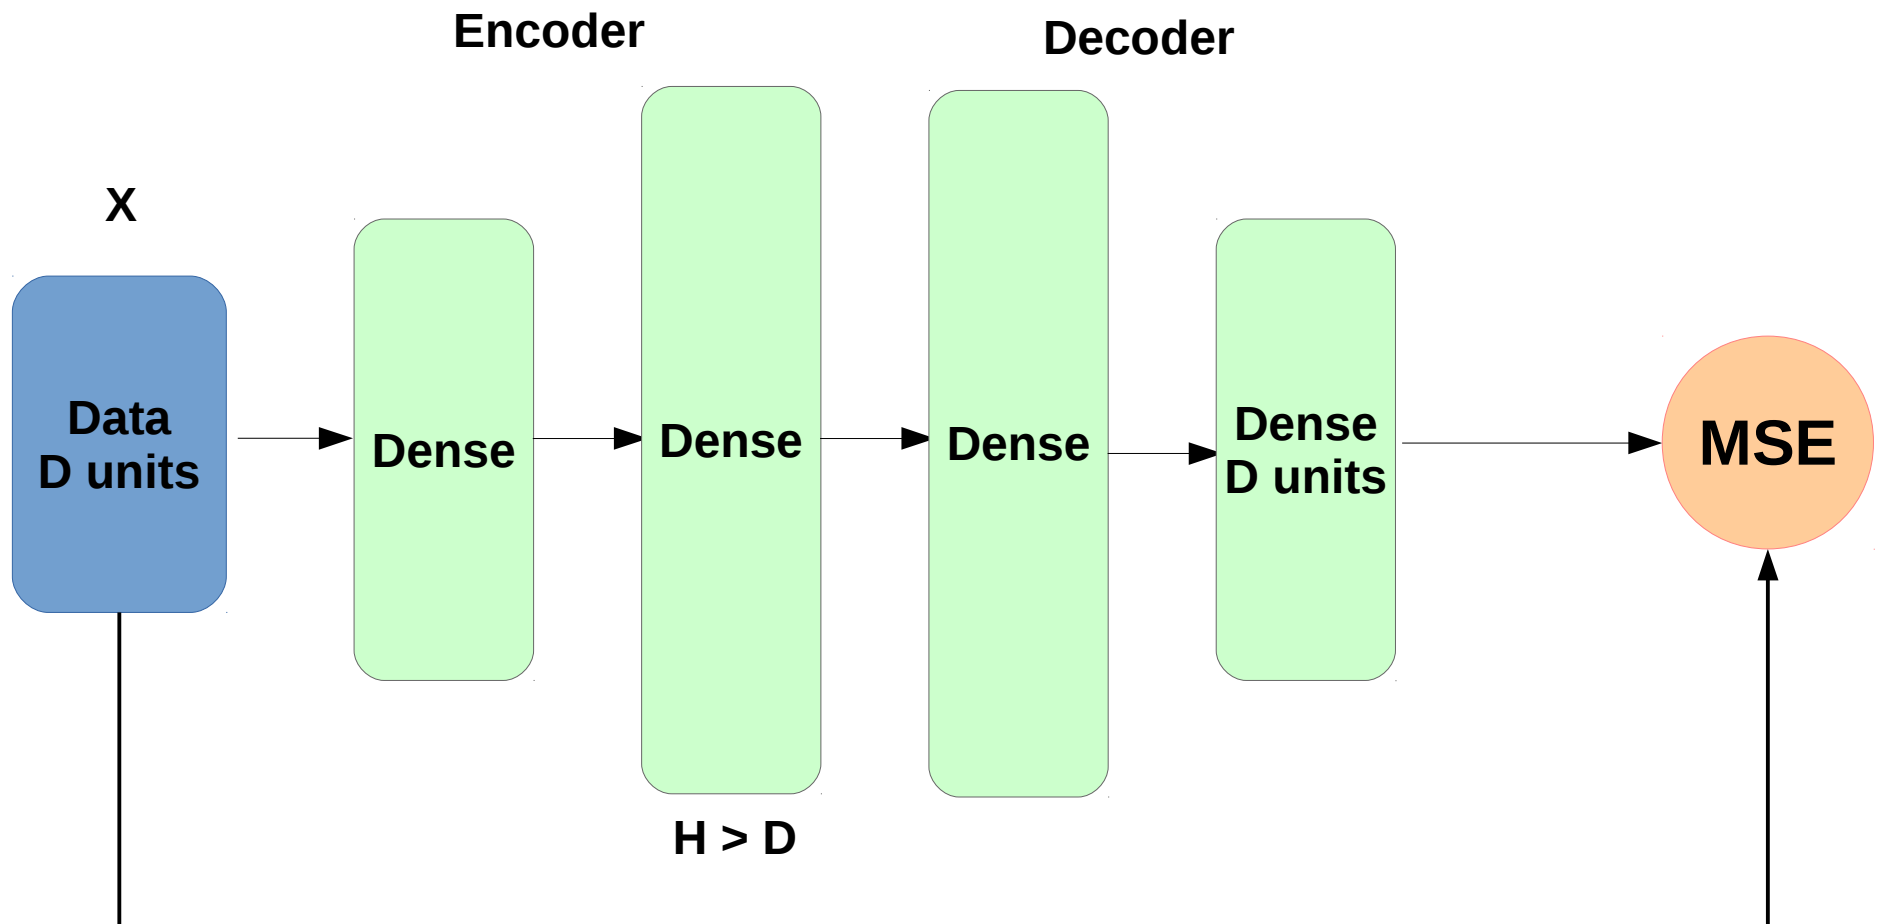 Encoder
Decoder
X
Data
D units
Dense
Dense
Dense
Dense
D units
MSE
H > D